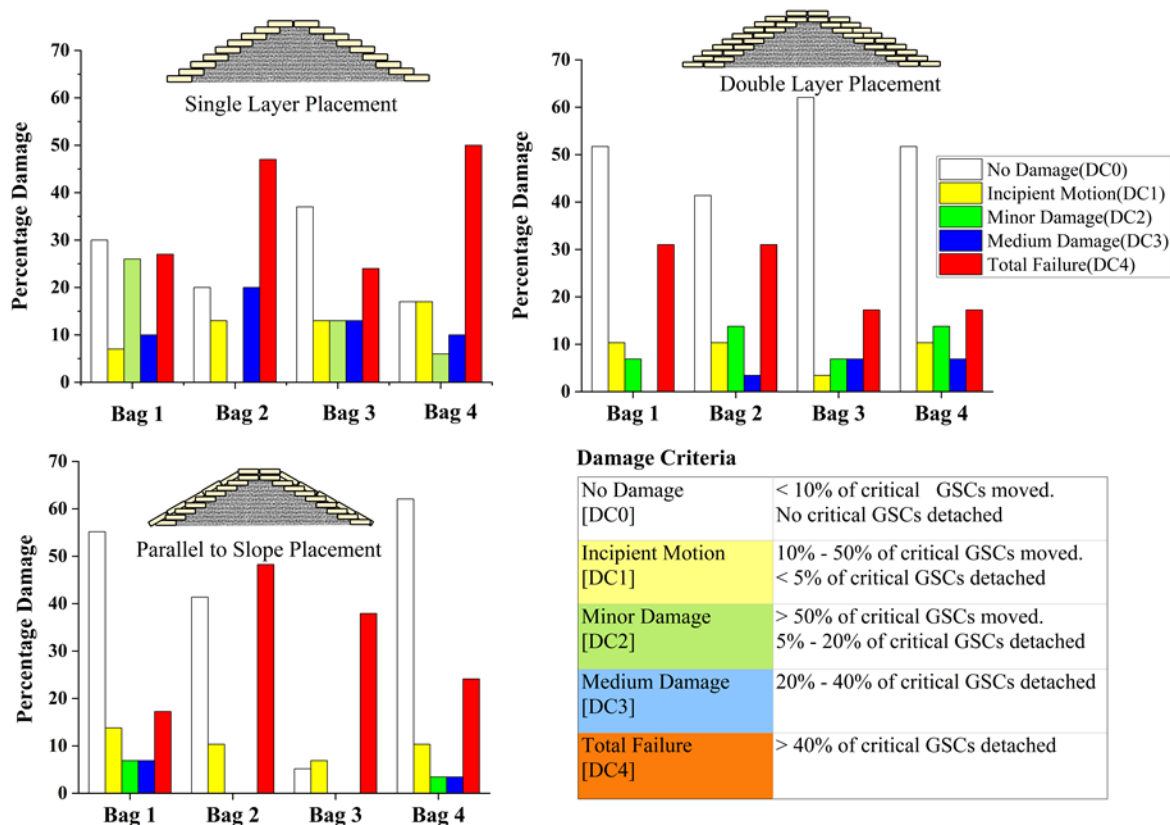 Single Layer Placement
Percentage Damage
70
60
50
40
30
20
10
0
Bag 1 Bag 2 Bag 3 Bag 4
Double Layer Placement
Percentage Damage
70
60
50
40
30
20
10
0
Bag 1 Bag 2 Bag 3 Bag 4
No Damage(DC0)
Incipient Motion(DC1)
Minor Damage(DC2)
Medium Damage(DC3)
Total Failure(DC4)
Parallel to Slope Placement
Percentage Damage
70
60
50
40
30
20
10
0
Bag 1 Bag 2 Bag 3 Bag 4
Damage Criteria
No Damage < 10% of critical GSCs moved.
[DC0] No critical GSCs detached
Incipient Motion 10% - 50% of critical GSCs moved.
[DC1] < 5% of critical GSCs detached
Minor Damage > 50% of critical GSCs moved.
[DC2] 5% - 20% of critical GSCs detached
Medium Damage 20% - 40% of critical GSCs detached
[DC3]
Total Failure > 40% of critical GSCs detached
[DC4]